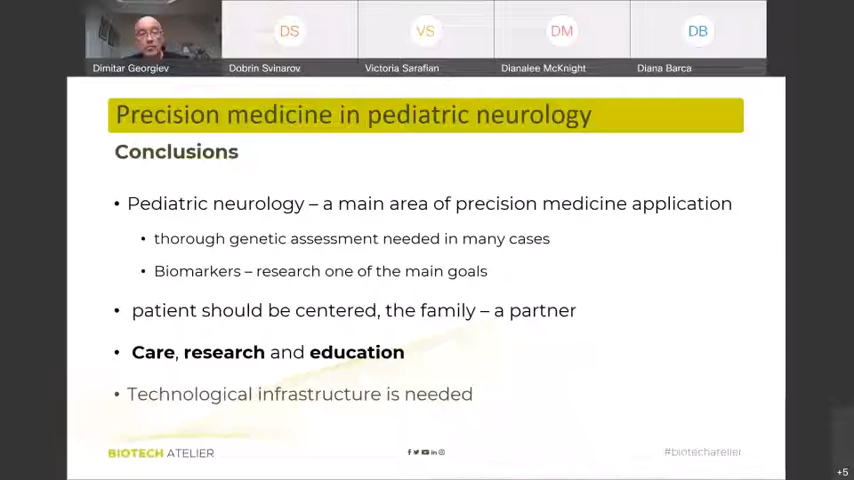 DS
VS
DM
DB
Dimitar Georgiev
Dobrin Svinarov
Victoria Sarafian
Dianalee McKnight
Diana Barca
Precision medicine in pediatric neurology
Conclusions
• Pediatric neurology – a main area of precision medicine application
• thorough genetic assessment needed in many cases
• Biomarkers – research one of the main goals
• patient should be centered, the family – a partner
• Care, research and education
• Technological infrastructure is needed
BIOTECH ATELIER
#biotechatelier
+5